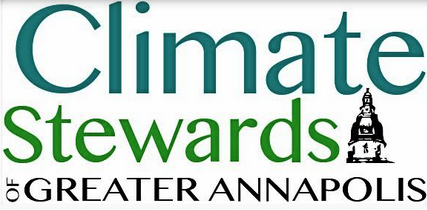 Climate
Stewards
OF GREATER ANNAPOLIS